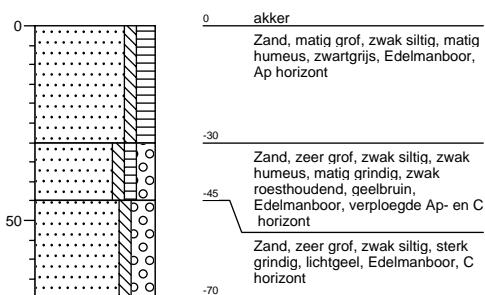 0
0 akker
Zand, matig grof, zwak siltig, matig
humeus, zwartgrijs, Edelmanboor,
Ap horizont
-30
Zand, zeer grof, zwak siltig, zwak
humeus, matig grindig, zwak
roesthoudend, geelbruin,
Edelmanboor, verploegde Ap- en C
horizont
-45
50
Zand, zeer grof, zwak siltig, sterk
grindig, lichtgeel, Edelmanboor, C
horizont
-70